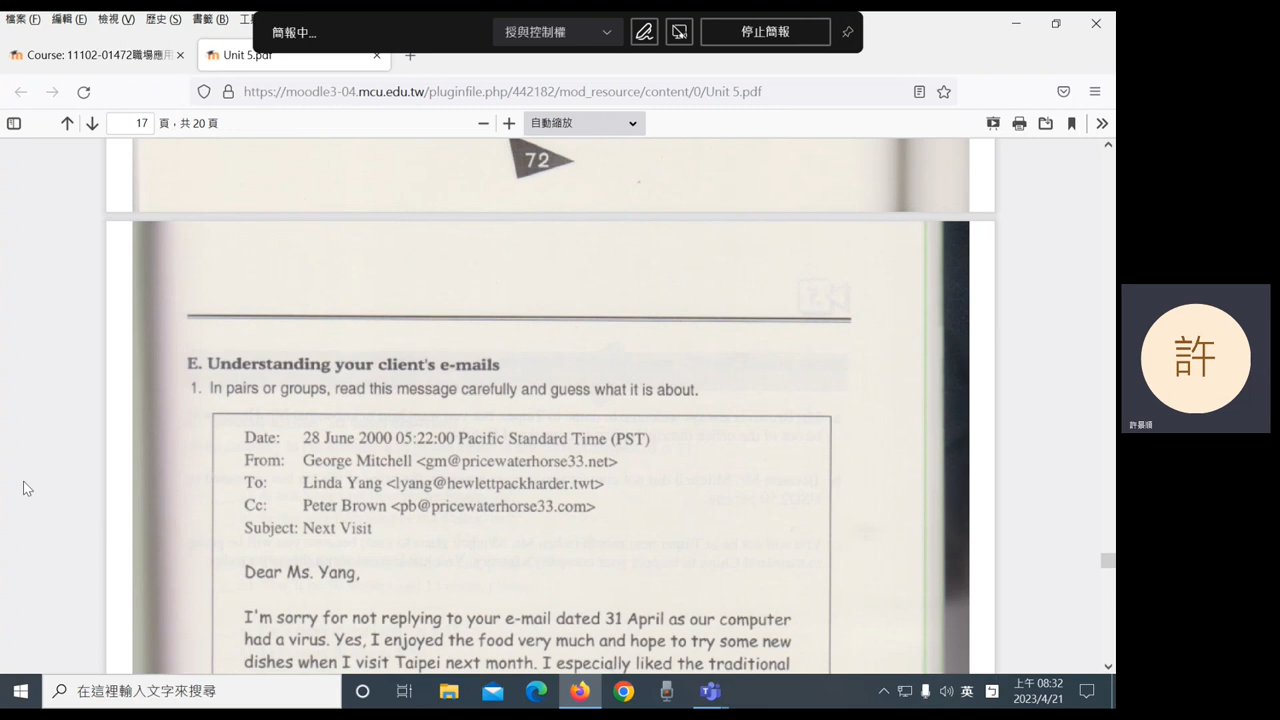 檔案 (F) 編輯 (E) 檢視 (V) 歷史 (S) 書籤 (B)
簡報中...
授與控制權
停止簡報
Course: 11102-01472職場應用
Unit 5.pdf
https://moodle3-04.mcu.edu.tw/pluginfile.php/442182/mod_resource/content/0/Unit 5.pdf
17 頁，共 20 頁
自動縮放
72
E. Understanding your client's e-mails
1. In pairs or groups, read this message carefully and guess what it is about.
Date: 28 June 2000 05:22:00 Pacific Standard Time (PST)
From: George Mitchell <gm@pricewaterhorse33.net>
To: Linda Yang <lyang@hewlettpackharder.twt>
Cc: Peter Brown <pb@pricewaterhorse33.com>
Subject: Next Visit
Dear Ms. Yang,
I'm sorry for not replying to your e-mail dated 31 April as our computer
had a virus. Yes, I enjoyed the food very much and hope to try some new
dishes when I visit Taipei next month. I especially liked the traditional
許
許景順
在這裡輸入文字來搜尋
英
上午 08:32
2023/4/21